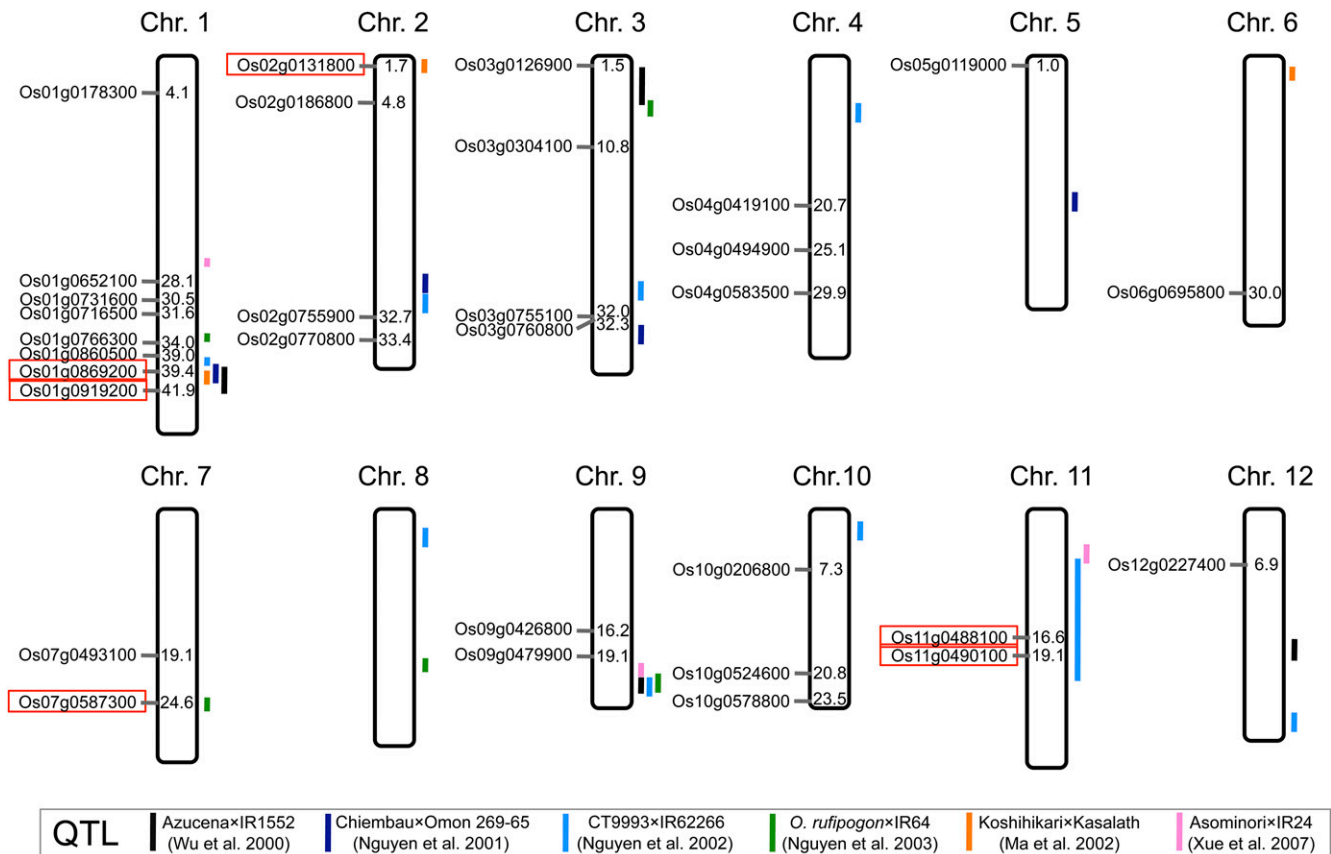 Chr. 1
Os01g0178300 4.1
Os01g0652100 28.1
Os01g0731600 30.5
Os01g0716500 31.6
Os01g0766300 34.0
Os01g0860500 39.0
Os01g0869200 39.4
Os01g0919200 41.9
Chr. 2
Os02g0131800 1.7
Os02g0186800 4.8
Os02g0755900 32.7
Os02g0770800 33.4
Chr. 3
Os03g0126900 1.5
Os03g0304100 10.8
Os03g0755100 32.0
Os03g0760800 32.3
Chr. 4
Os04g0419100 20.7
Os04g0494900 25.1
Os04g0583500 29.9
Chr. 5
Os05g0119000 1.0
Chr. 6
Os06g0695800 30.0
Chr. 7
Os07g0493100 19.1
Os07g0587300 24.6
Chr. 8
Chr. 9
Os09g0426800 16.2
Os09g0479900 19.1
Chr.10
Os10g0206800 7.3
Os10g0524600 20.8
Os10g0578800 23.5
Chr. 11
Os11g0488100 16.6
Os11g0490100 19.1
Chr. 12
Os12g0227400 6.9
QTL
Azucena×IR1552
(Wu et al. 2000)
Chiembau×Omon 269-65
(Nguyen et al. 2001)
CT9993×IR62266
(Nguyen et al. 2002)
O. rufipogon×IR64
(Nguyen et al. 2003)
Koshihikari×Kasalath
(Ma et al. 2002)
Asominori×IR24
(Xue et al. 2007)